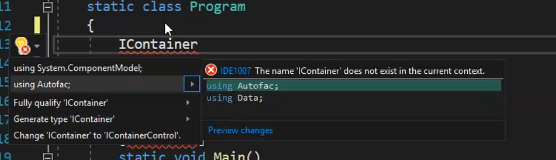 11
static class Program
12
{
13
IContainer
using System.ComponentModel;
using Autofac;
Fully qualify 'IContainer'
Generate type 'IContainer'
Change 'IContainer' to 'IContainerControl'.
IDE1007 The name 'IContainer' does not exist in the current context.
using Autofac;
using Data;
Preview changes
19
static void Main()